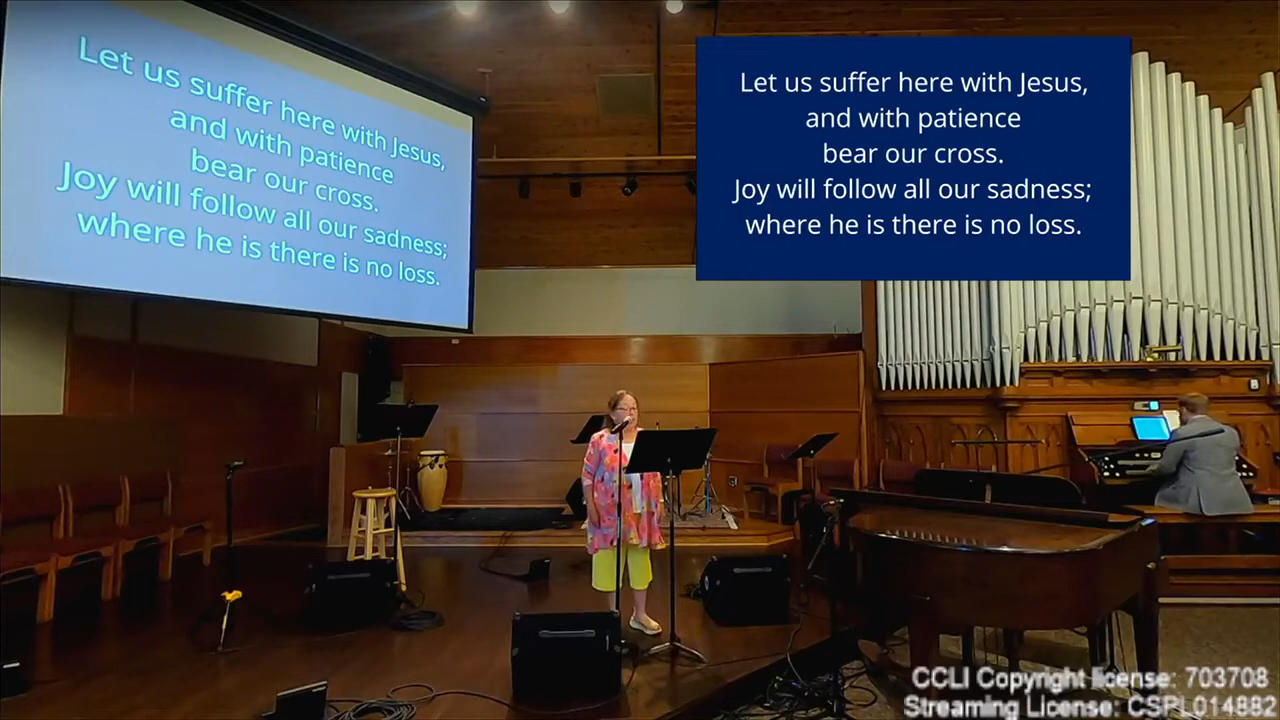 Let us suffer here with Jesus,
and with patience
bear our cross.
Joy will follow all our sadness;
where he is there is no loss.
Let us suffer here with Jesus,
and with patience
bear our cross.
Joy will follow all our sadness;
where he is there is no loss.
CCLI Copyright license: 703708
Streaming License: CSPL014882